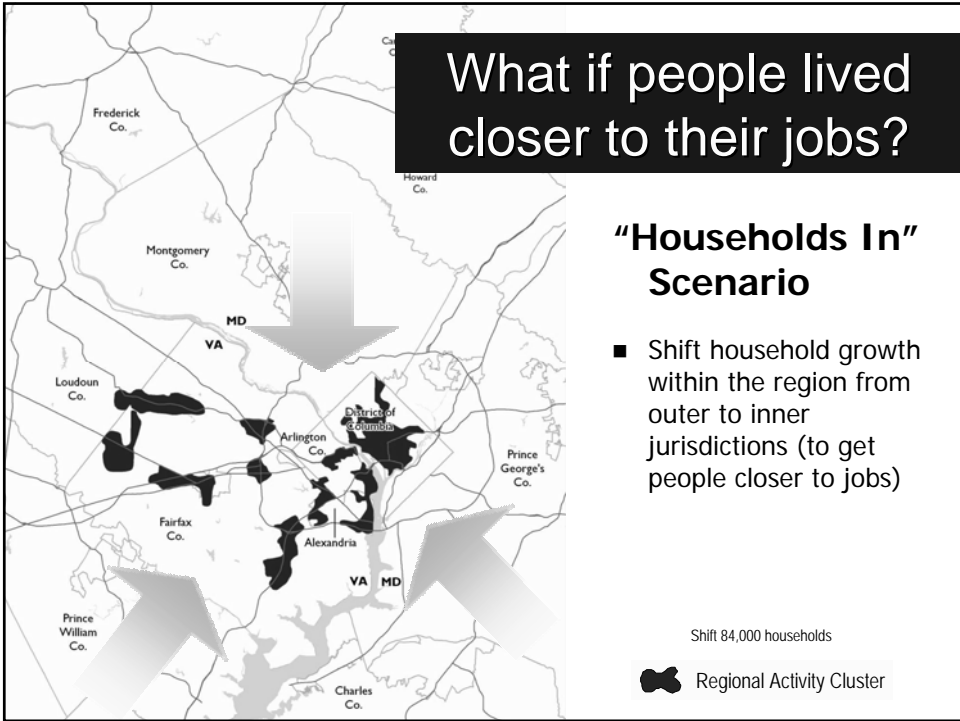 What if people lived
closer to their jobs?
Frederick
Co.
Howard
Co.
Montgomery
Co.
MD
VA
Loudoun
Co.
District of
Columbia
Arlington
Co.
Prince
George's
Co.
Fairfax
Co.
Alexandria
VA MD
Prince
William
Co.
Charles
Co.
“Households In”
Scenario
■ Shift household growth
within the region from
outer to inner
jurisdictions (to get
people closer to jobs)
Shift 84,000 households
Regional Activity Cluster